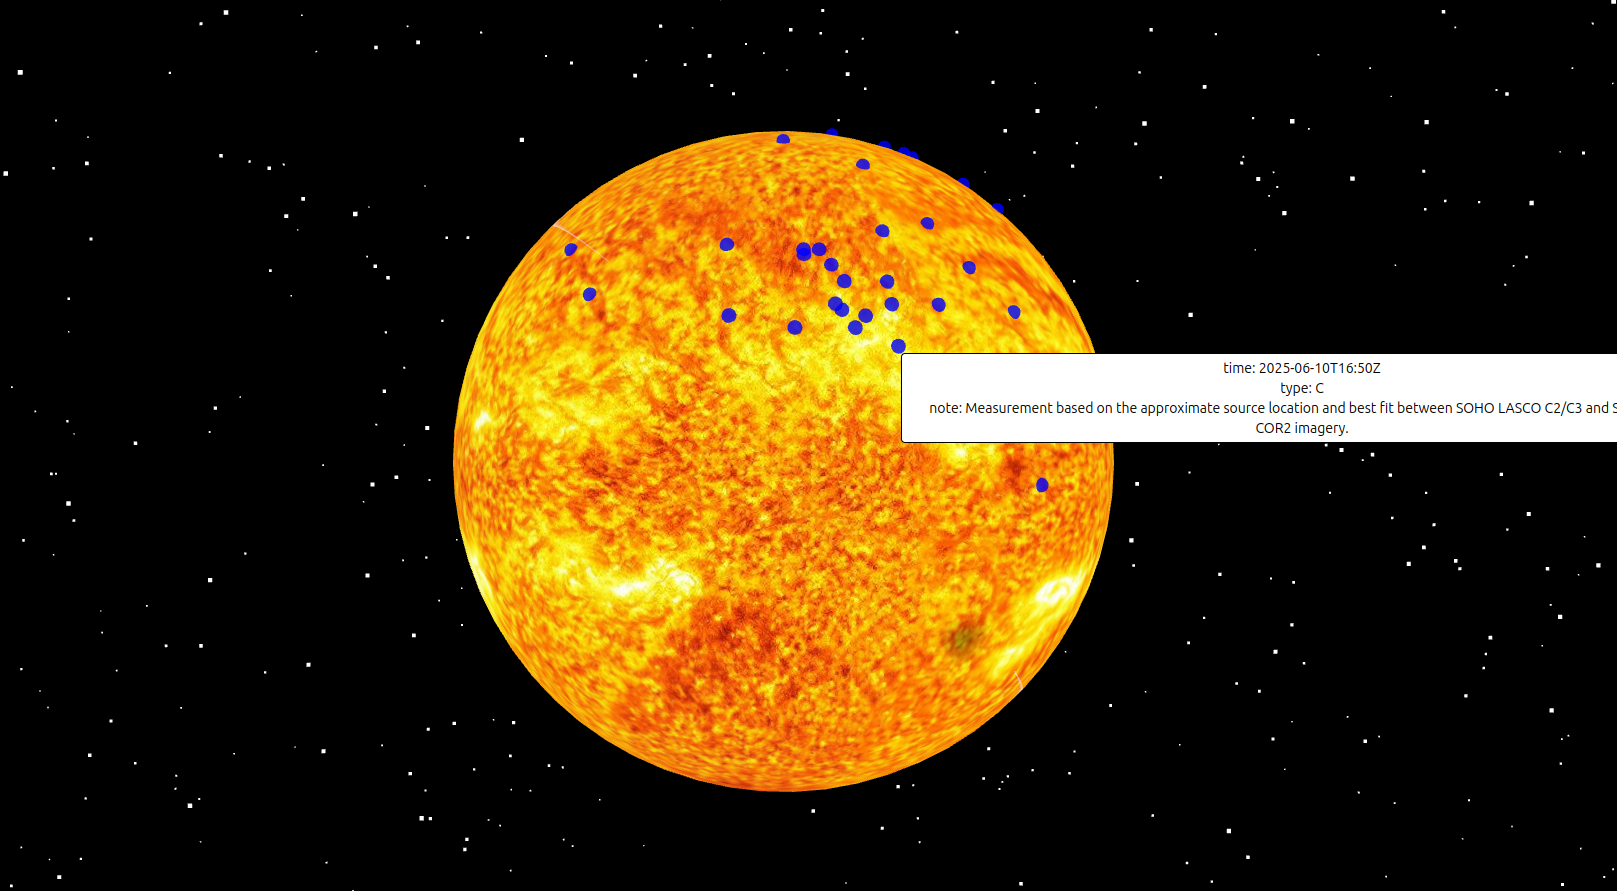 time: 2025-06-10T16:50Z
type: C
note: Measurement based on the approximate source location and best fit between SOHO LASCO C2/C3 and
COR2 imagery.